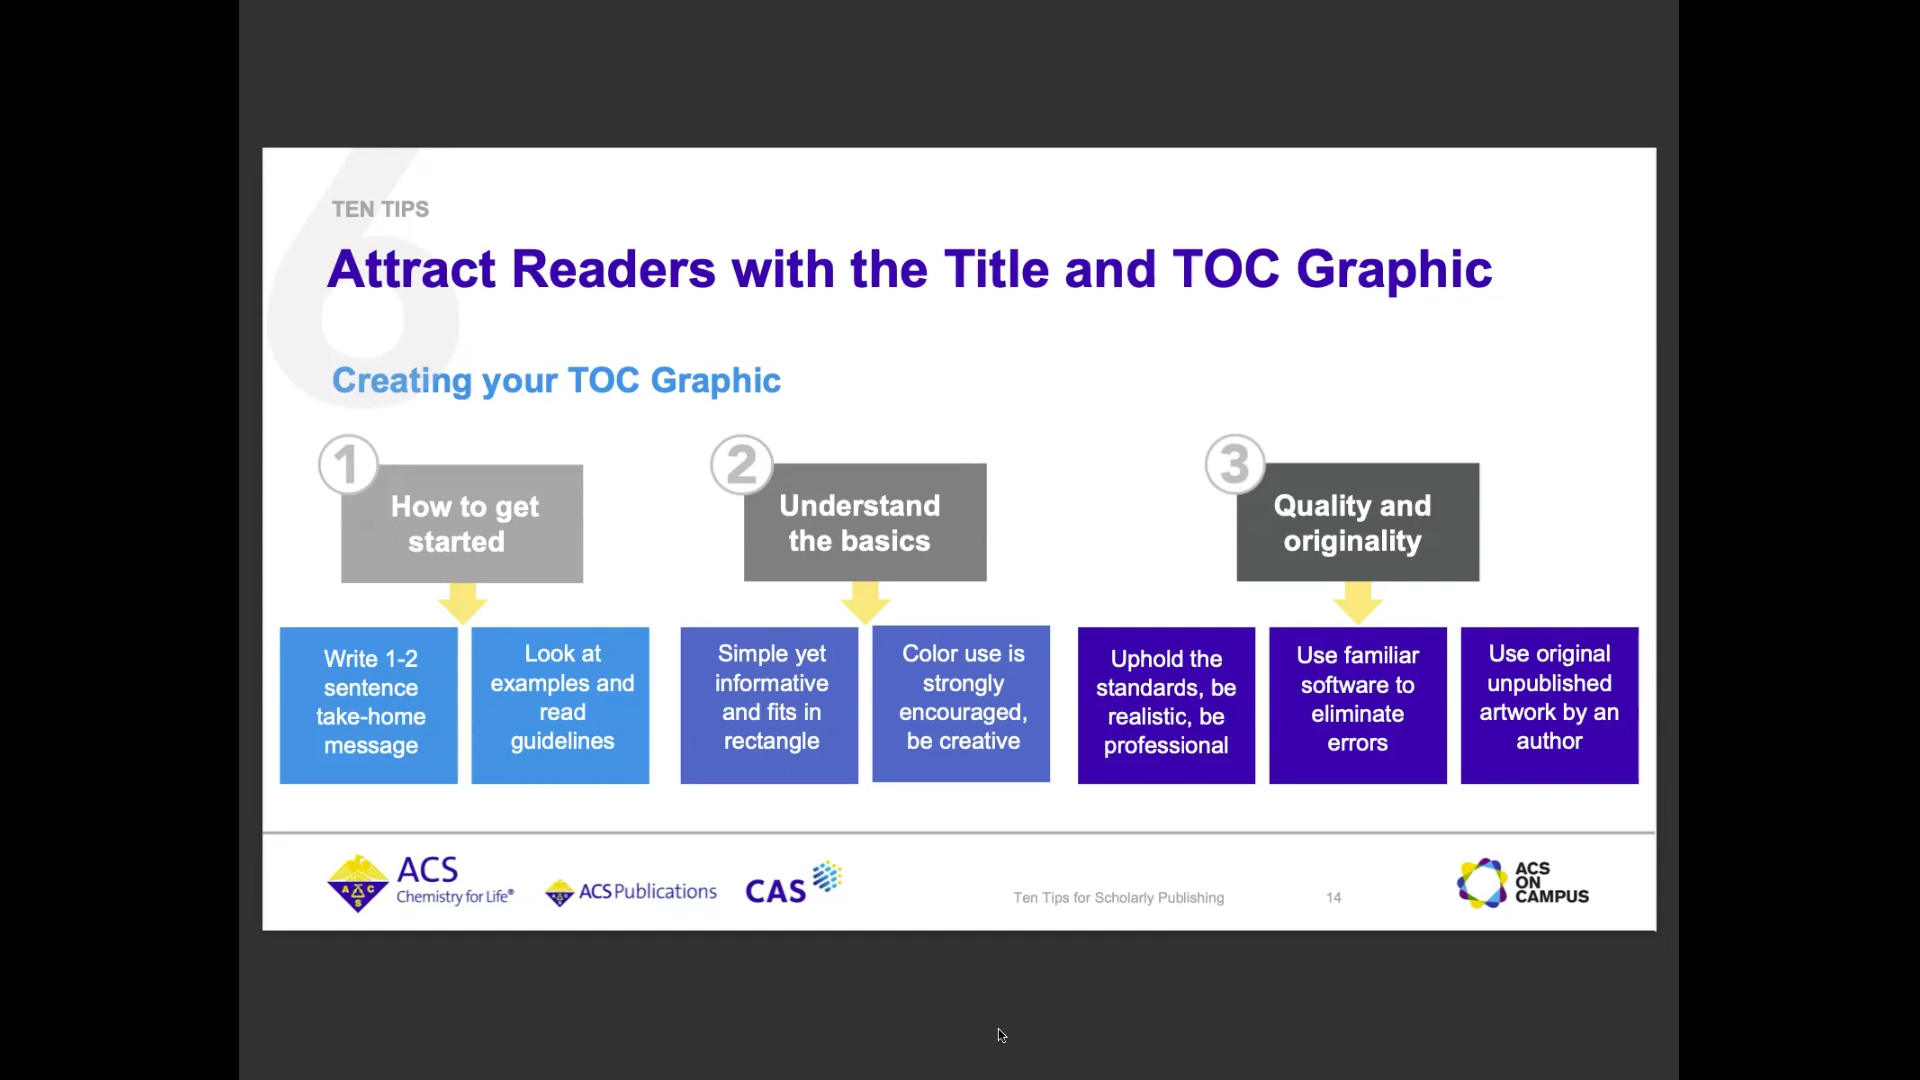 6
TEN TIPS
Attract Readers with the Title and TOC Graphic
Creating your TOC Graphic
1
How to get
started
Write 1-2
sentence
take-home
message
Look at
examples and
read
guidelines
2
Understand
the basics
Simple yet
informative
and fits in
rectangle
Color use is
strongly
encouraged,
be creative
3
Quality and
originality
Uphold the
standards, be
realistic, be
professional
Use familiar
software to
eliminate
errors
Use original
unpublished
artwork by an
author
A C S
ACS
Chemistry for Life®
ACS Publications
CAS
Ten Tips for Scholarly Publishing
14
ACS
ON
CAMPUS